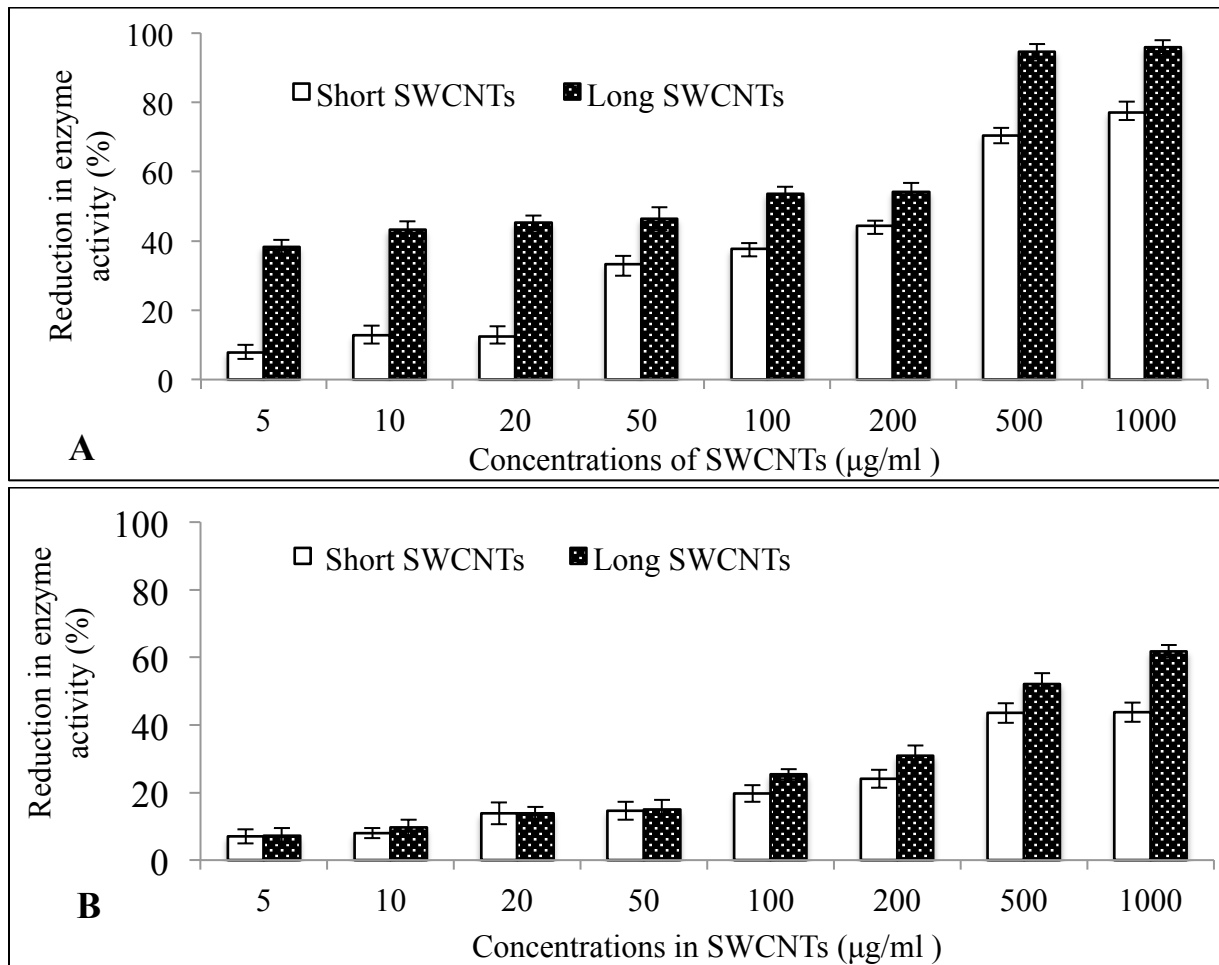 100
80
60
40
20
0
Reduction in enzyme
activity (%)
Short SWCNTs
Long SWCNTs
5 10 20 50 100 200 500 1000
A
Concentrations of SWCNTs (μg/ml )
100
80
60
40
20
0
Reduction in enzyme
activity (%)
Short SWCNTs
Long SWCNTs
5 10 20 50 100 200 500 1000
B
Concentrations in SWCNTs (μg/ml )